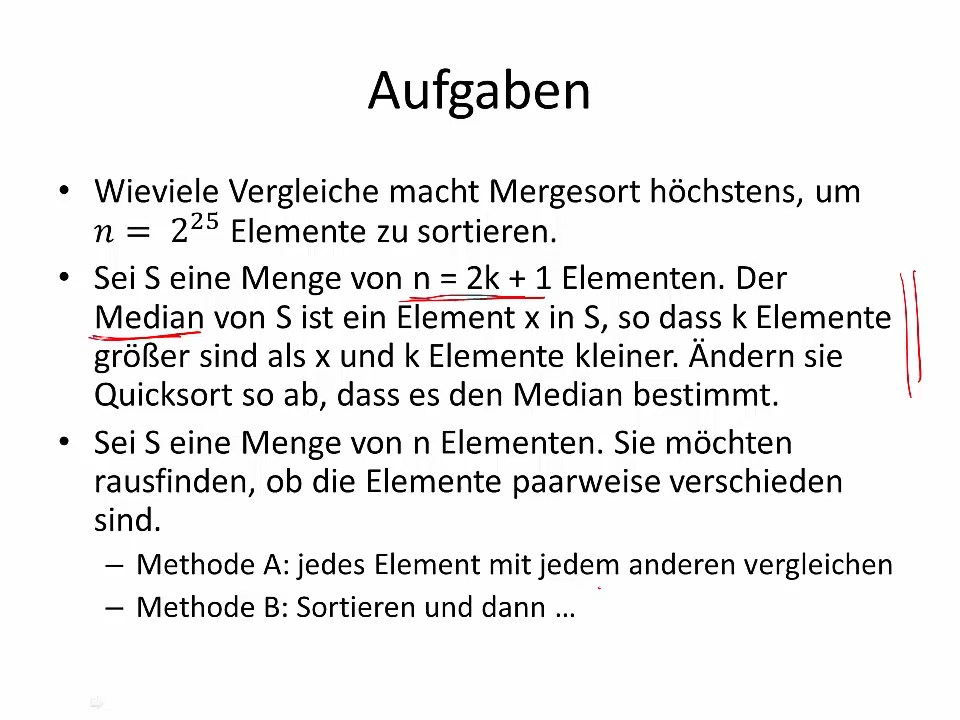 Aufgaben
• Wieviele Vergleiche macht Mergesort höchstens, um
n = 2^25 Elemente zu sortieren.
• Sei S eine Menge von n = 2k + 1 Elementen. Der
Median von S ist ein Element x in S, so dass k Elemente
größer sind als x und k Elemente kleiner. Ändern sie
Quicksort so ab, dass es den Median bestimmt.
• Sei S eine Menge von n Elementen. Sie möchten
rausfinden, ob die Elemente paarweise verschieden
sind.
– Methode A: jedes Element mit jedem anderen vergleichen
– Methode B: Sortieren und dann …